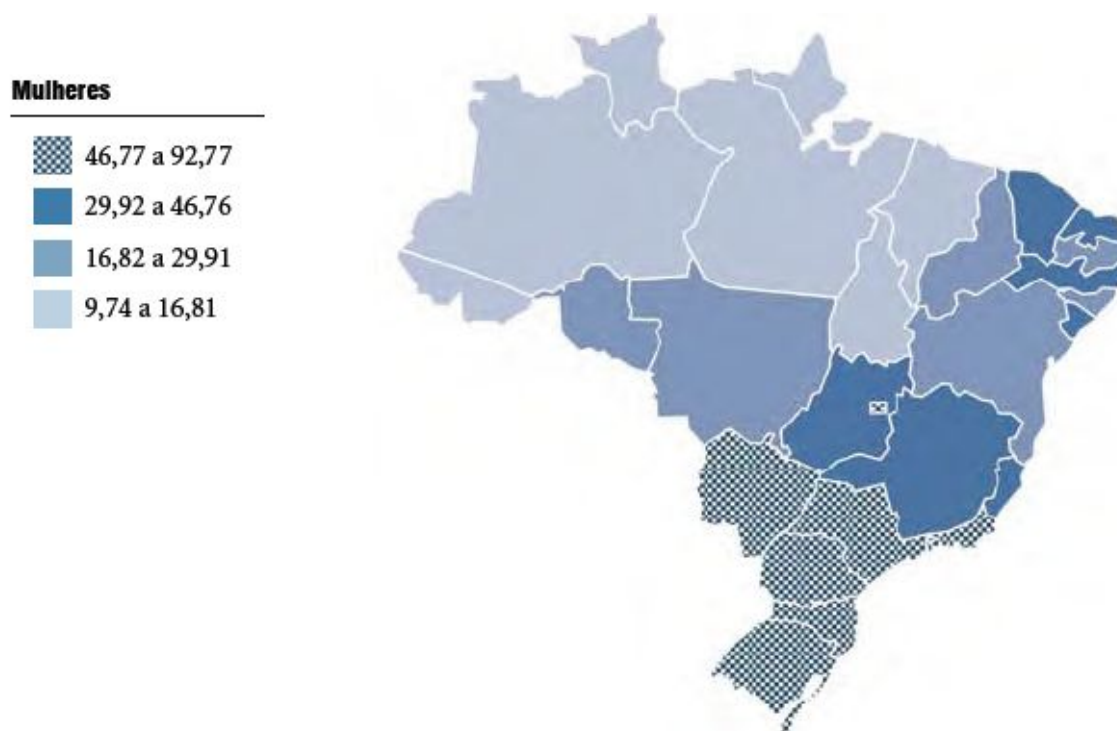 Mulheres
46,77 a 92,77
29,92 a 46,76
16,82 a 29,91
9,74 a 16,81